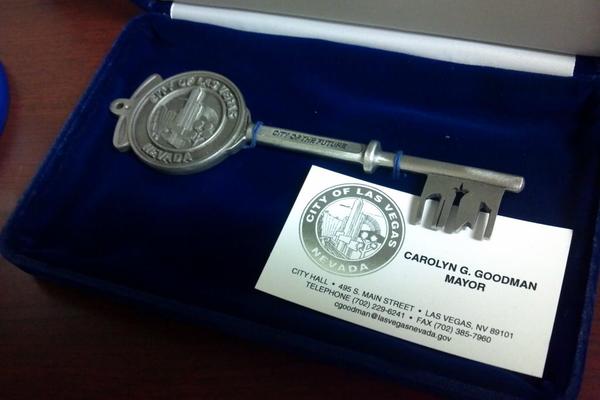 CITY OF LAS VEGAS
NEVADA
CITY OF THE FUTURE
CITY OF LAS VEGAS
NEVADA
CAROLYN G. GOODMAN
MAYOR
CITY HALL • 495 S. MAIN STREET • LAS VEGAS, NV 89101
TELEPHONE (702) 229-6241 • FAX (702) 385-7960
cgoodman@lasvegasnevada.gov